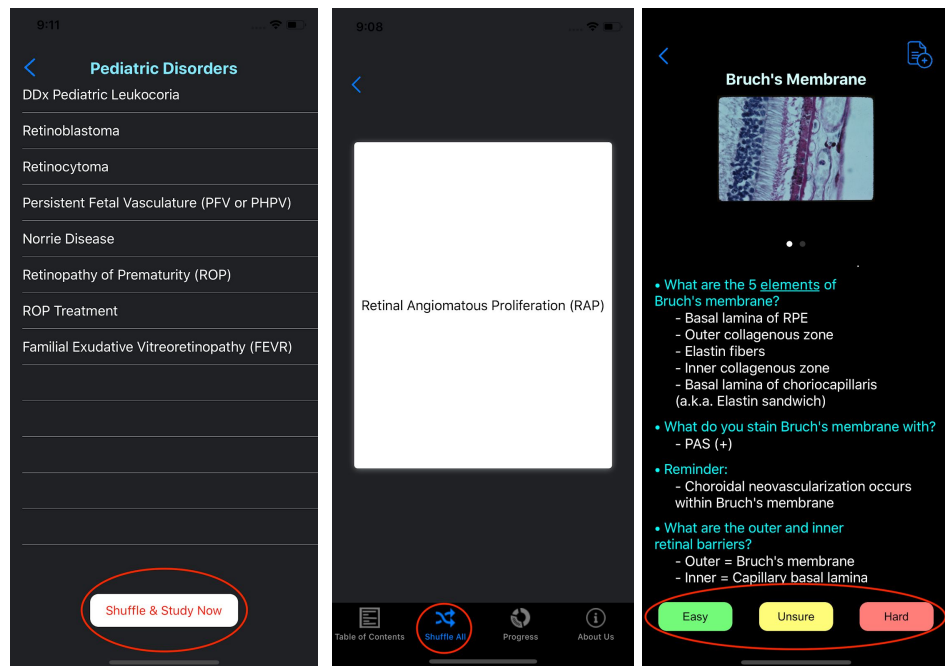 9:11
Pediatric Disorders
DDx Pediatric Leukocoria
Retinoblastoma
Retinocytoma
Persistent Fetal Vasculature (PFV or PHPV)
Norrie Disease
Retinopathy of Prematurity (ROP)
ROP Treatment
Familial Exudative Vitreoretinopathy (FEVR)
Shuffle & Study Now
9:08
Retinal Angiomatous Proliferation (RAP)
Table of Contents
Shuffle All
Progress
About Us
Bruch's Membrane
• What are the 5 elements of
Bruch's membrane?
- Basal lamina of RPE
- Outer collagenous zone
- Elastin fibers
- Inner collagenous zone
- Basal lamina of choriocapillaris
(a.k.a. Elastin sandwich)
• What do you stain Bruch's membrane with?
- PAS (+)
• Reminder:
- Choroidal neovascularization occurs
within Bruch's membrane
• What are the outer and inner
retinal barriers?
- Outer = Bruch's membrane
- Inner = Capillary basal lamina
Easy
Unsure
Hard